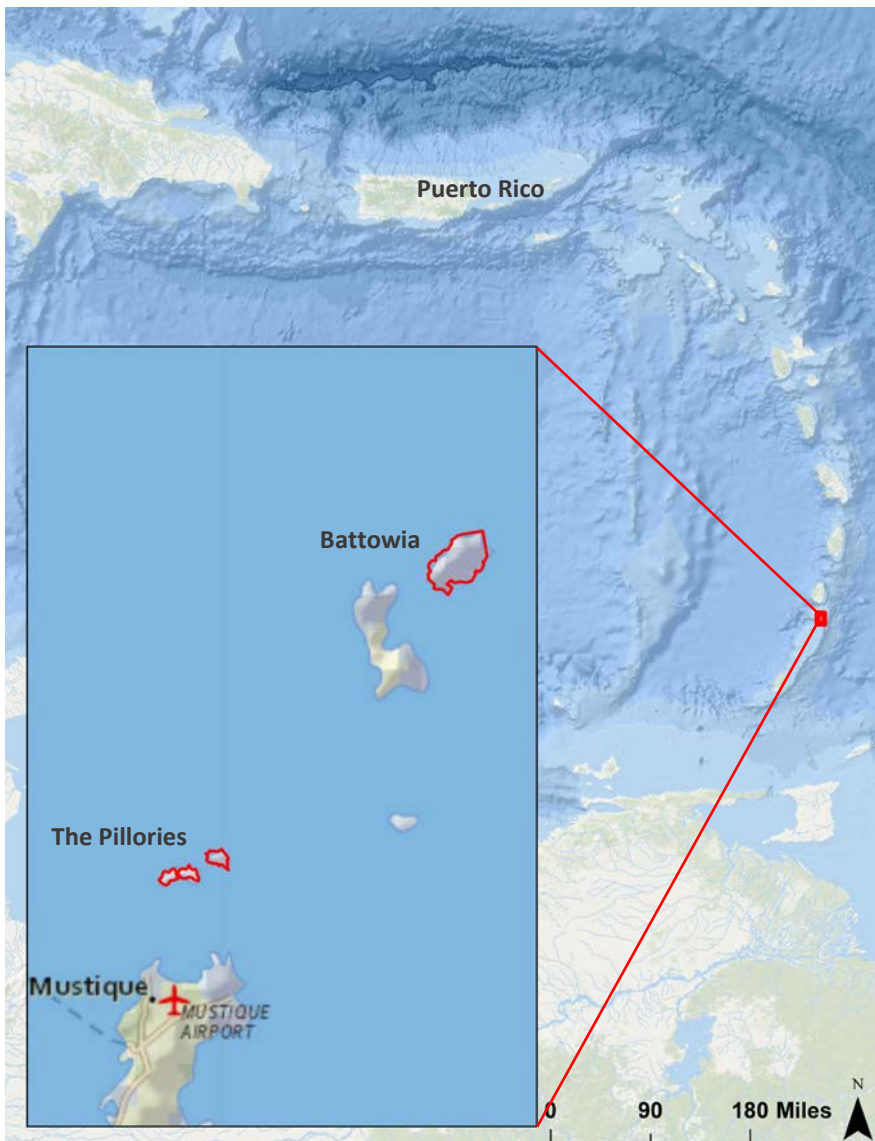 Puerto Rico
Battowia
The Pillories
Mustique
MUSTIQUE
AIRPORT
N
0 90 180 Miles